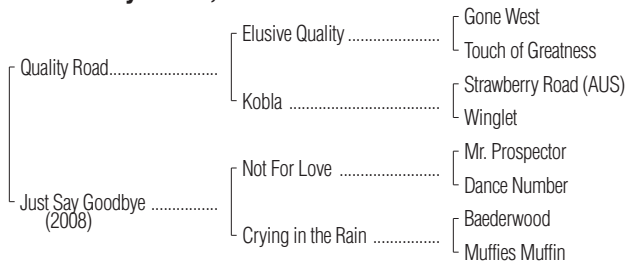 Gone West
Elusive Quality ....................
Touch of Greatness
Quality Road........................
Strawberry Road (AUS)
Kobla .................................
Winglet
Mr. Prospector
Not For Love ......................
Dance Number
Just Say Goodbye ...............
(2008)
Baederwood
Crying in the Rain ...............
Muffies Muffin